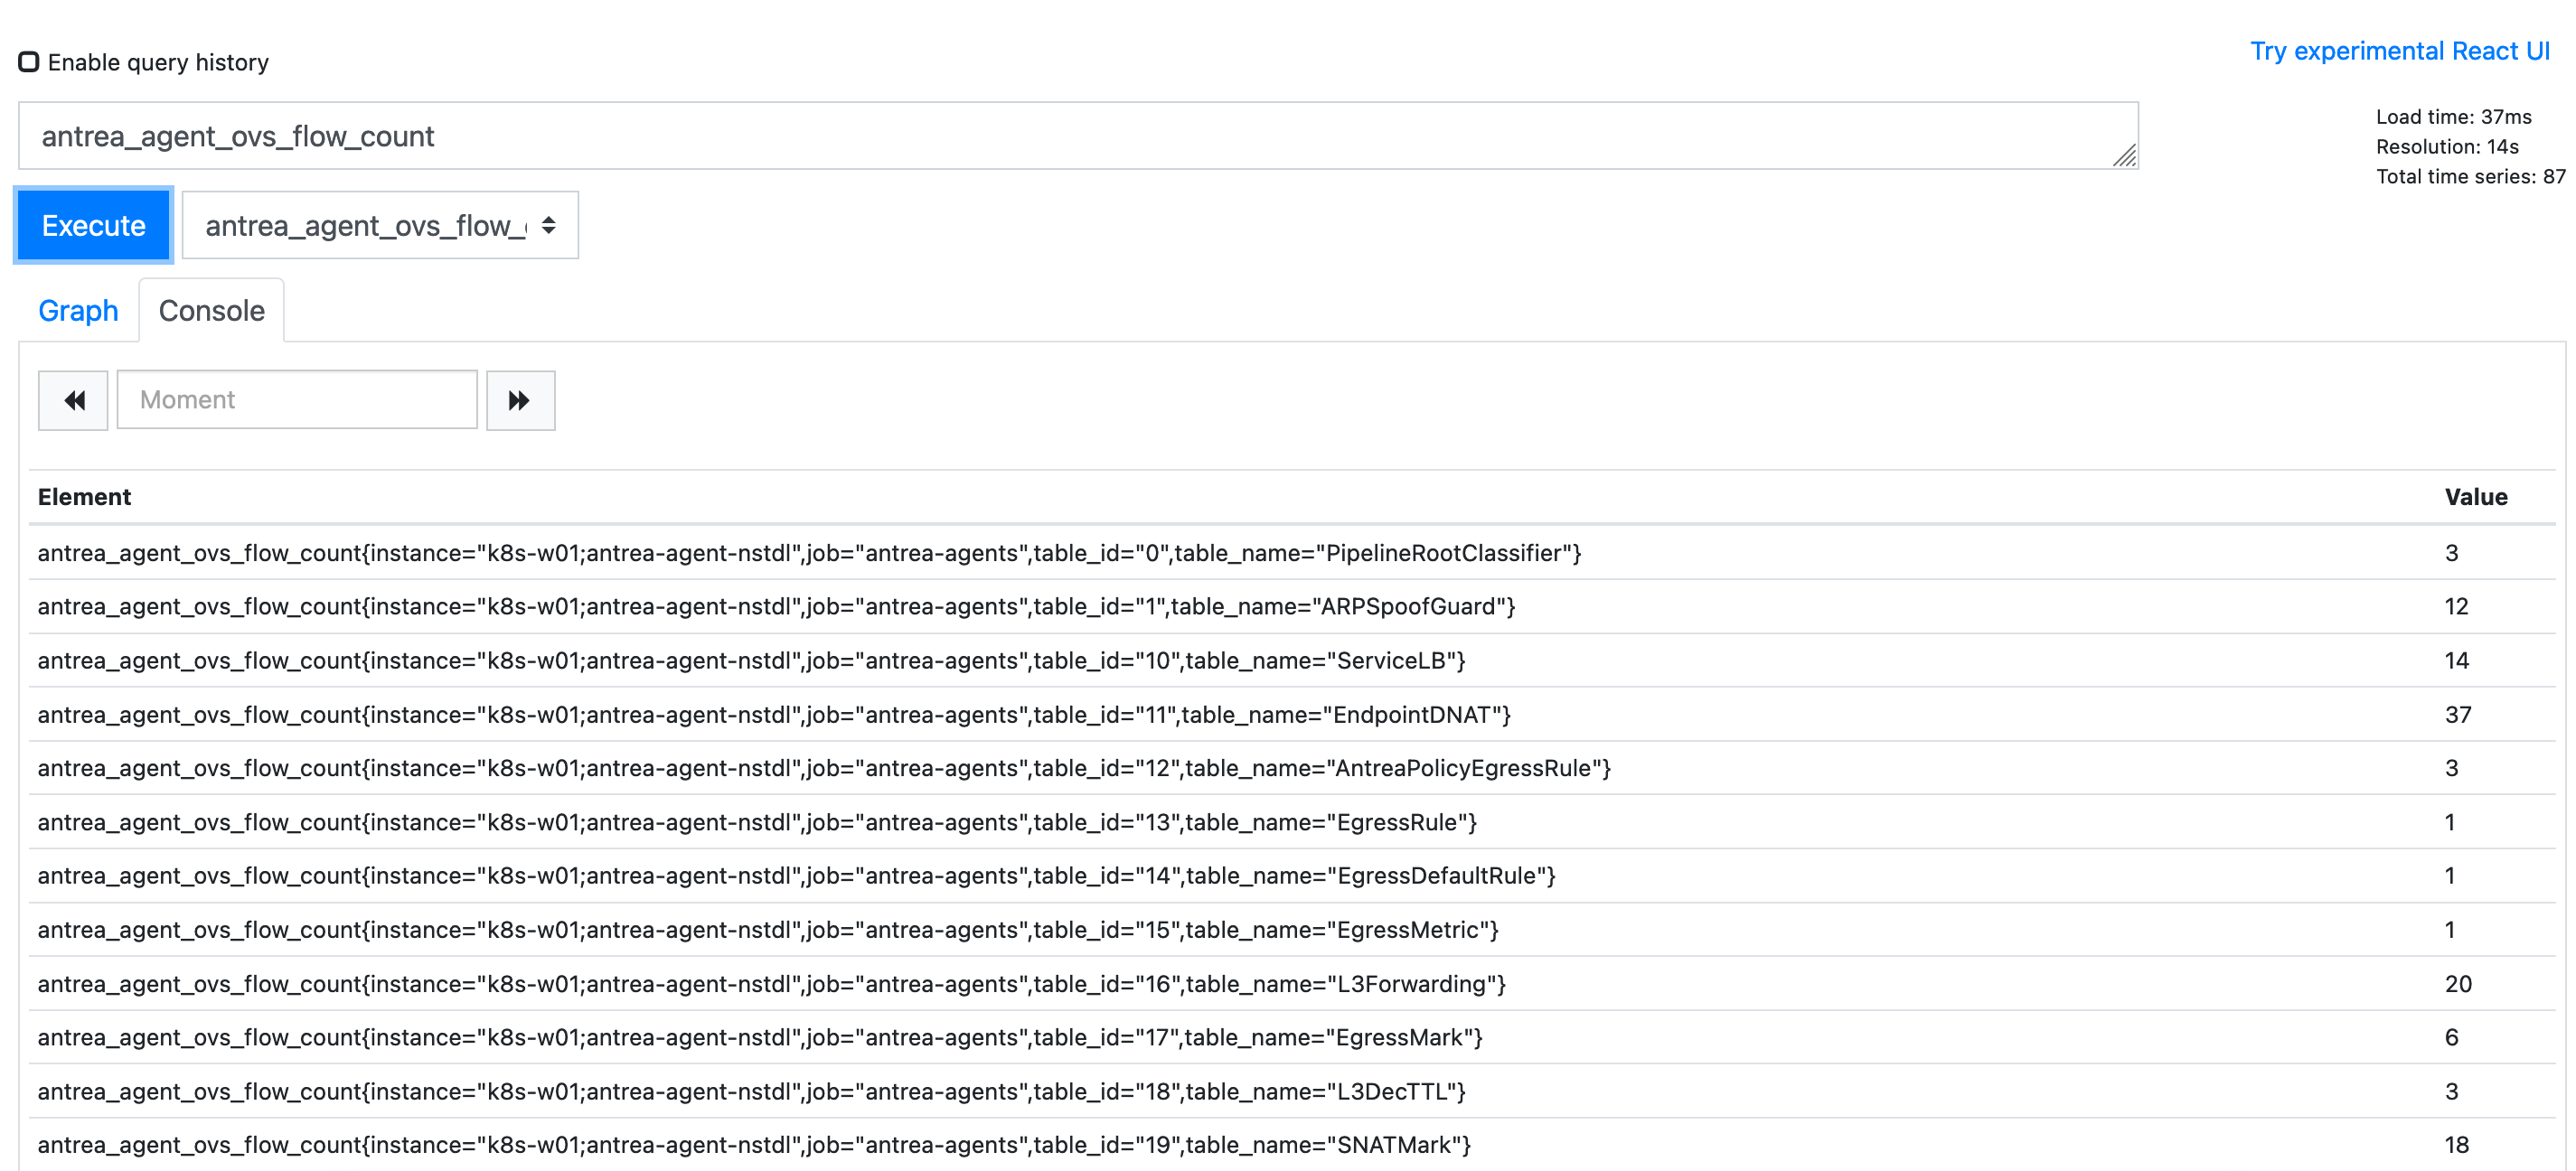 Enable query history
Try experimental React UI
antrea_agent_ovs_flow_count
Load time: 37ms
Resolution: 14s
Total time series: 87
Execute
antrea_agent_ovs_flow_
Graph
Console
Moment
Element Value
antrea_agent_ovs_flow_count{instance="k8s-w01;antrea-agent-nstdl",job="antrea-agents",table_id="0",table_name="PipelineRootClassifier"} 3
antrea_agent_ovs_flow_count{instance="k8s-w01;antrea-agent-nstdl",job="antrea-agents",table_id="1",table_name="ARPSpoofGuard"} 12
antrea_agent_ovs_flow_count{instance="k8s-w01;antrea-agent-nstdl",job="antrea-agents",table_id="10",table_name="ServiceLB"} 14
antrea_agent_ovs_flow_count{instance="k8s-w01;antrea-agent-nstdl",job="antrea-agents",table_id="11",table_name="EndpointDNAT"} 37
antrea_agent_ovs_flow_count{instance="k8s-w01;antrea-agent-nstdl",job="antrea-agents",table_id="12",table_name="AntreaPolicyEgressRule"} 3
antrea_agent_ovs_flow_count{instance="k8s-w01;antrea-agent-nstdl",job="antrea-agents",table_id="13",table_name="EgressRule"} 1
antrea_agent_ovs_flow_count{instance="k8s-w01;antrea-agent-nstdl",job="antrea-agents",table_id="14",table_name="EgressDefaultRule"} 1
antrea_agent_ovs_flow_count{instance="k8s-w01;antrea-agent-nstdl",job="antrea-agents",table_id="15",table_name="EgressMetric"} 1
antrea_agent_ovs_flow_count{instance="k8s-w01;antrea-agent-nstdl",job="antrea-agents",table_id="16",table_name="L3Forwarding"} 20
antrea_agent_ovs_flow_count{instance="k8s-w01;antrea-agent-nstdl",job="antrea-agents",table_id="17",table_name="EgressMark"} 6
antrea_agent_ovs_flow_count{instance="k8s-w01;antrea-agent-nstdl",job="antrea-agents",table_id="18",table_name="L3DecTTL"} 3
antrea_agent_ovs_flow_count{instance="k8s-w01;antrea-agent-nstdl",job="antrea-agents",table_id="19",table_name="SNATMark"} 18